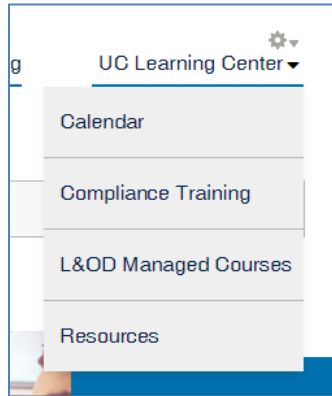 g
UC Learning Center
Calendar
Compliance Training
L&OD Managed Courses
Resources